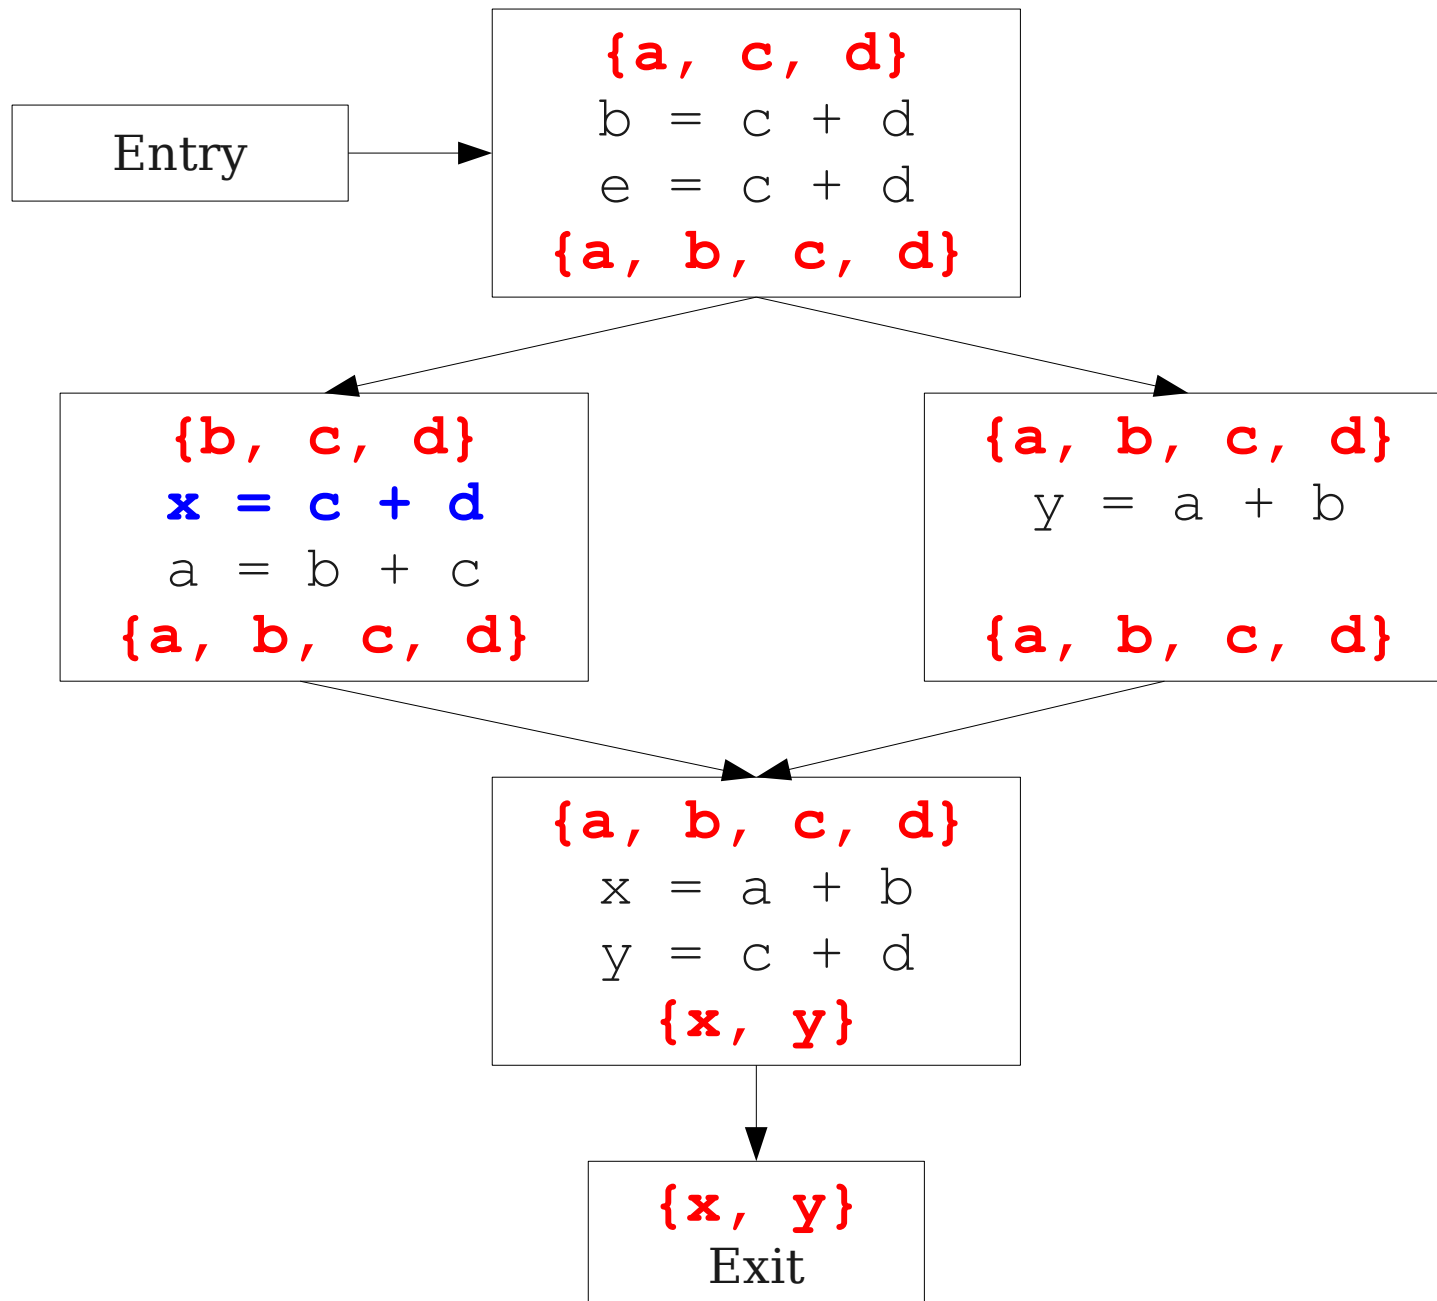 {a, c, d}
b = c + d
e = c + d
{a, b, c, d}
Entry
{b, c, d}
x = c + d
a = b + c
{a, b, c, d}
{a, b, c, d}
y = a + b
{a, b, c, d}
{a, b, c, d}
x = a + b
y = c + d
{x, y}
{x, y}
Exit